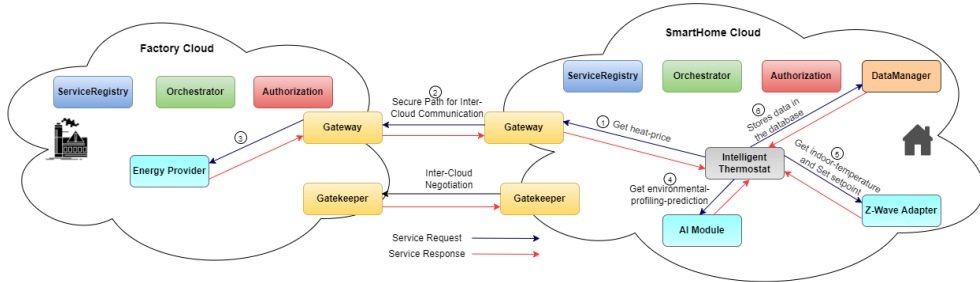 Factory Cloud
ServiceRegistry
Orchestrator
Authorization
3
Gateway
Energy Provider
Gatekeeper
2
Secure Path for Inter-
Cloud Communication
Inter-Cloud
Negotiation
Service Request
Service Response
SmartHome Cloud
ServiceRegistry
Orchestrator
Authorization
DataManager
Gateway
1
Get heat-price
6
Stores data in
the database
Intelligent
Thermostat
5
Get indoor-temperature
and Set setpoint
4
Get environmental-
profiling-prediction
Gatekeeper
AI Module
Z-Wave Adapter